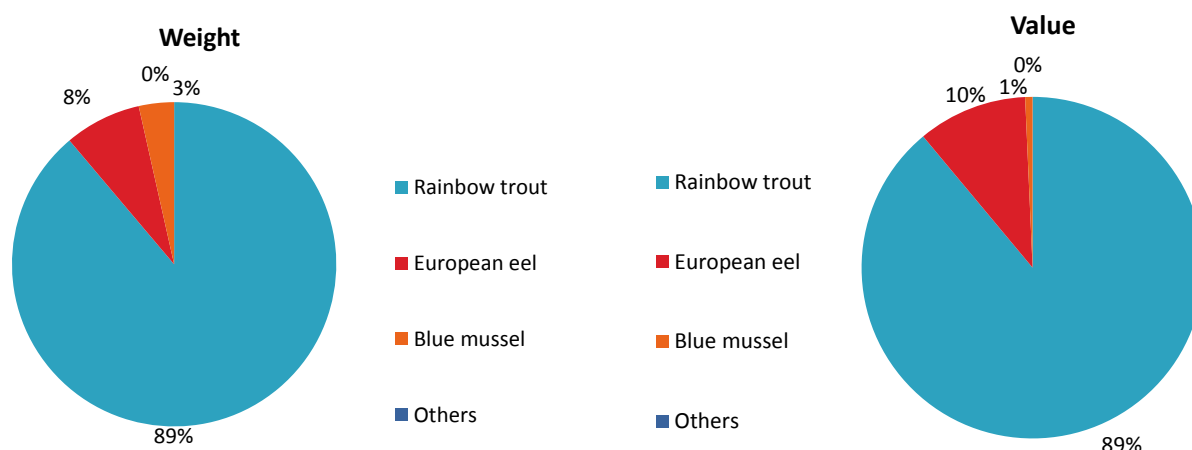 Weight
0%
3%
8%
89%
Rainbow trout
European eel
Blue mussel
Others
Value
0%
1%
10%
89%
Rainbow trout
European eel
Blue mussel
Others